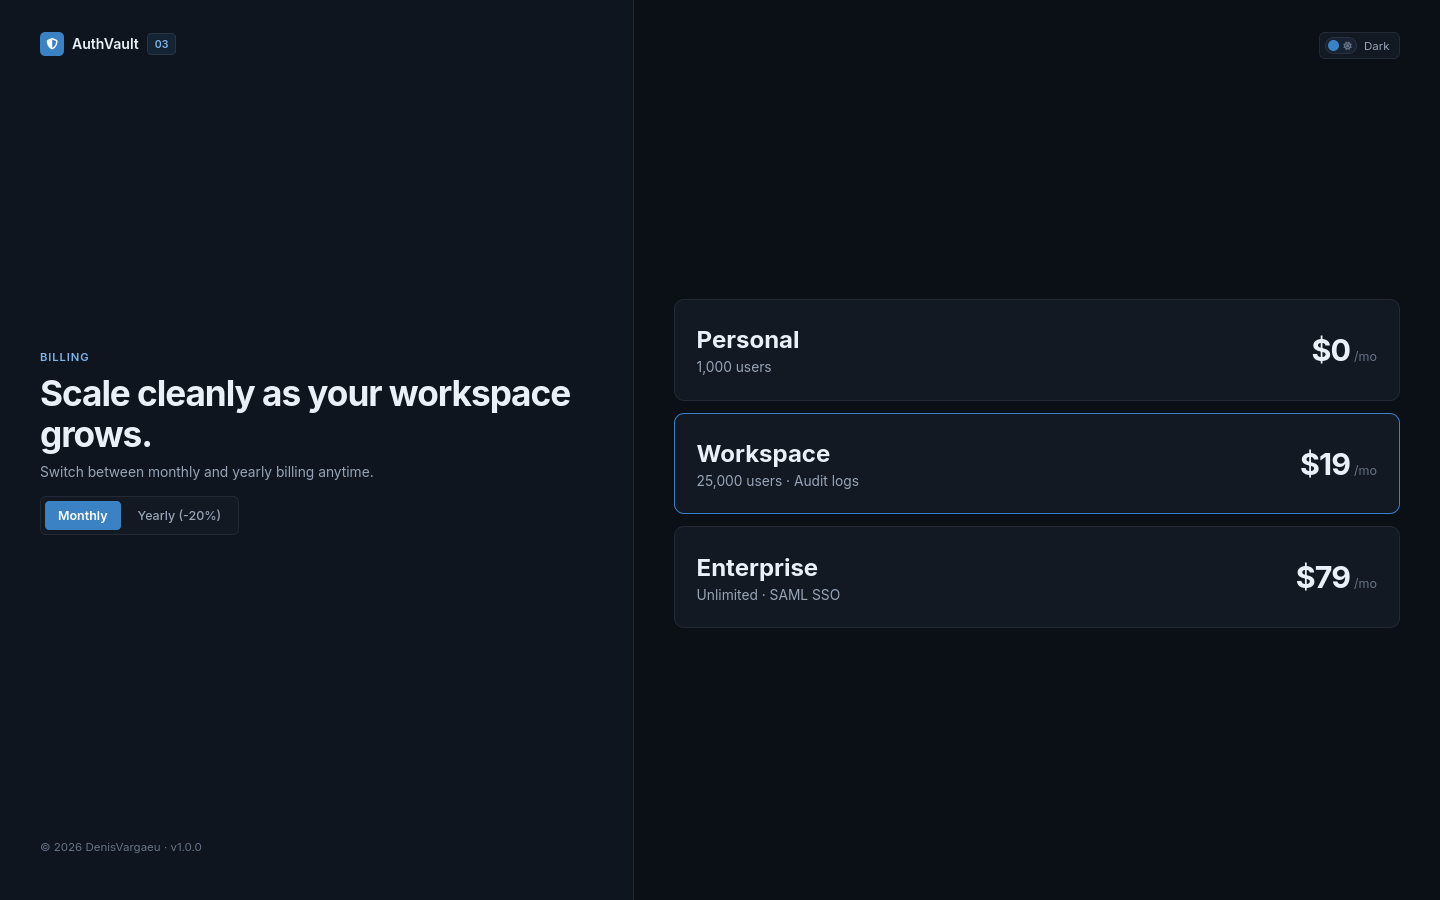 AuthVault 03
Dark
BILLING
Scale cleanly as your workspace
grows.
Switch between monthly and yearly billing anytime.
Monthly Yearly (-20%)
Personal
1,000 users
$0 /mo
Workspace
25,000 users · Audit logs
$19 /mo
Enterprise
Unlimited · SAML SSO
$79 /mo
© 2026 DenisVargaeu · v1.0.0